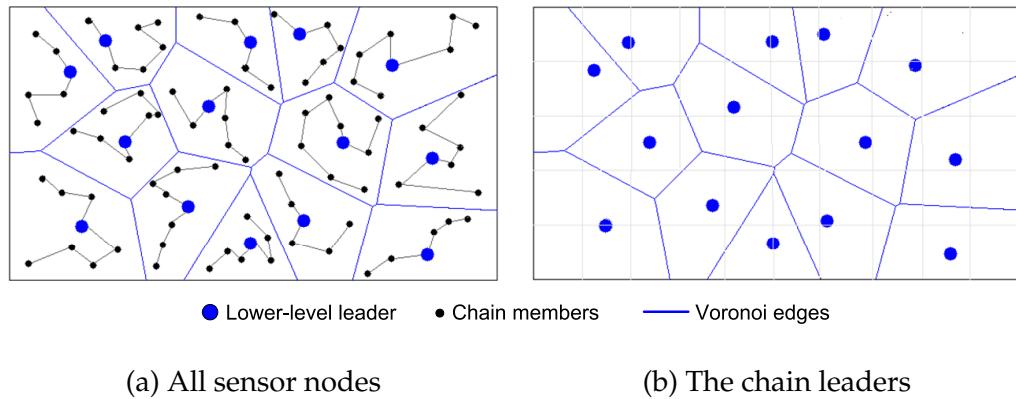 Lower-level leader Chain members Voronoi edges
(a) All sensor nodes (b) The chain leaders